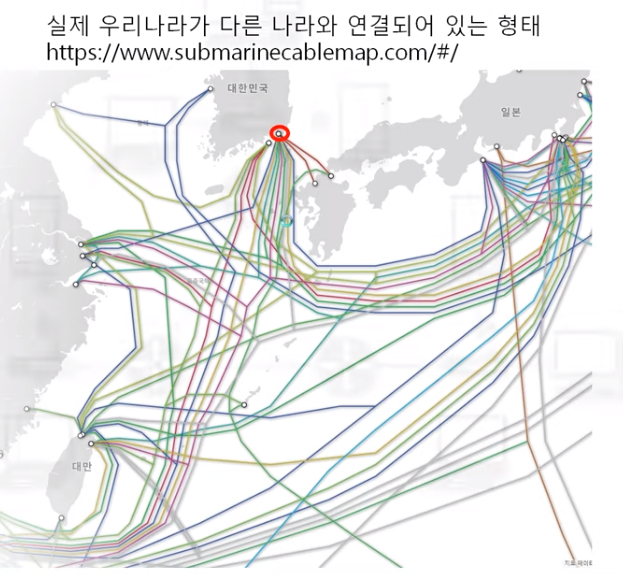 실제 우리나라가 다른 나라와 연결되어 있는 형태
https://www.submarinecablemap.com/#/
대한민국
일본
대만